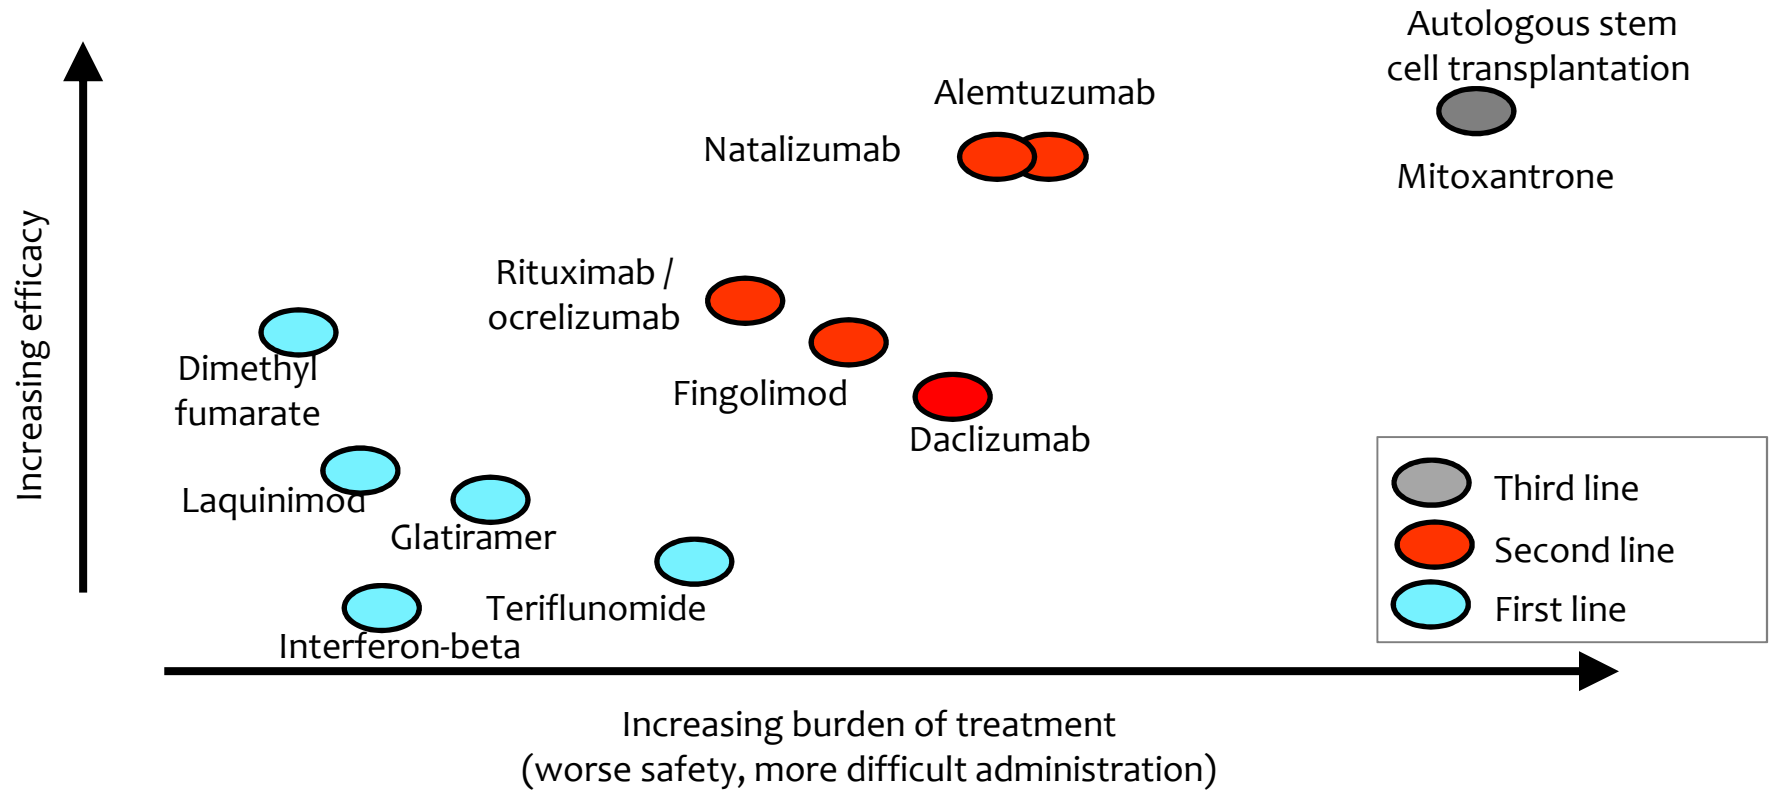 Autologous stem
cell transplantation
Alemtuzumab
Natalizumab
Mitoxantrone
Rituximab /
ocrelizumab
Dimethyl
fumarate
Fingolimod
Daclizumab
Laquinimod
Glatiramer
Teriflunomide
Interferon-beta
Increasing efficacy
Third line
Second line
First line
Increasing burden of treatment
(worse safety, more difficult administration)